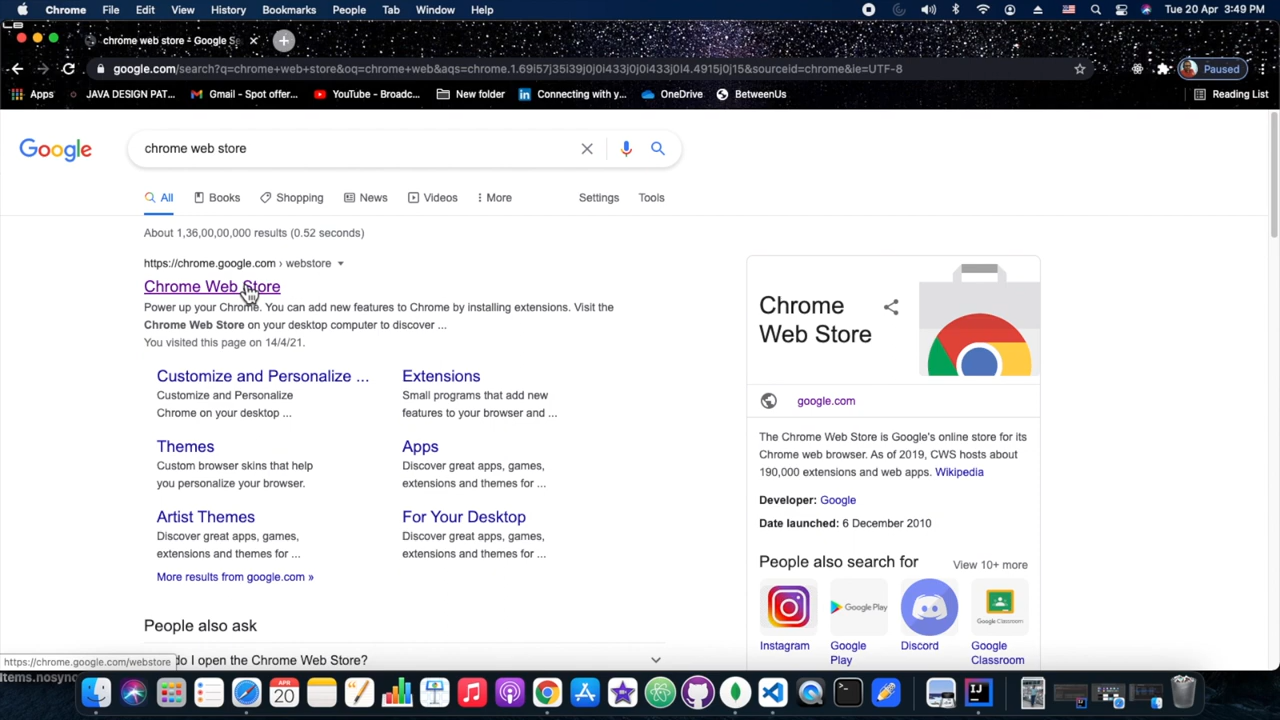 Chrome File Edit View History Bookmarks People Tab Window Help Tue 20 Apr 3:49 PM
chrome web store - Google Se
google.com/search?q=chrome+web+store&oq=chrome+web&aqs=chrome.1.69i57j35i39j0j0i433j0j0i433j0l4.4915j0j15&sourceid=chrome&ie=UTF-8 Paused
Apps JAVA DESIGN PAT... Gmail - Spot offer... YouTube - Broadc... New folder Connecting with y... OneDrive BetweenUs Reading List
Google chrome web store
All Books Shopping News Videos More Settings Tools
About 1,36,00,00,000 results (0.52 seconds)
https://chrome.google.com › webstore
Chrome Web Store
Power up your Chrome. You can add new features to Chrome by installing extensions. Visit the
Chrome Web Store on your desktop computer to discover ...
You visited this page on 14/4/21.
Customize and Personalize ...
Customize and Personalize
Chrome on your desktop ...
Extensions
Small programs that add new
features to your browser and ...
Themes
Custom browser skins that help
you personalize your browser.
Apps
Discover great apps, games,
extensions and themes for ...
Artist Themes
Discover great apps, games,
extensions and themes for ...
For Your Desktop
Discover great apps, games,
extensions and themes for ...
More results from google.com »
People also ask
do I open the Chrome Web Store?
Chrome
Web Store
google.com
The Chrome Web Store is Google's online store for its
Chrome web browser. As of 2019, CWS hosts about
190,000 extensions and web apps. Wikipedia
Developer: Google
Date launched: 6 December 2010
People also search for View 10+ more
Google Play
Google Classroom
Instagram
Google
Play
Discord
Google
Classroom
https://chrome.google.com/webstore
Items.nosync
APR
20
IJ